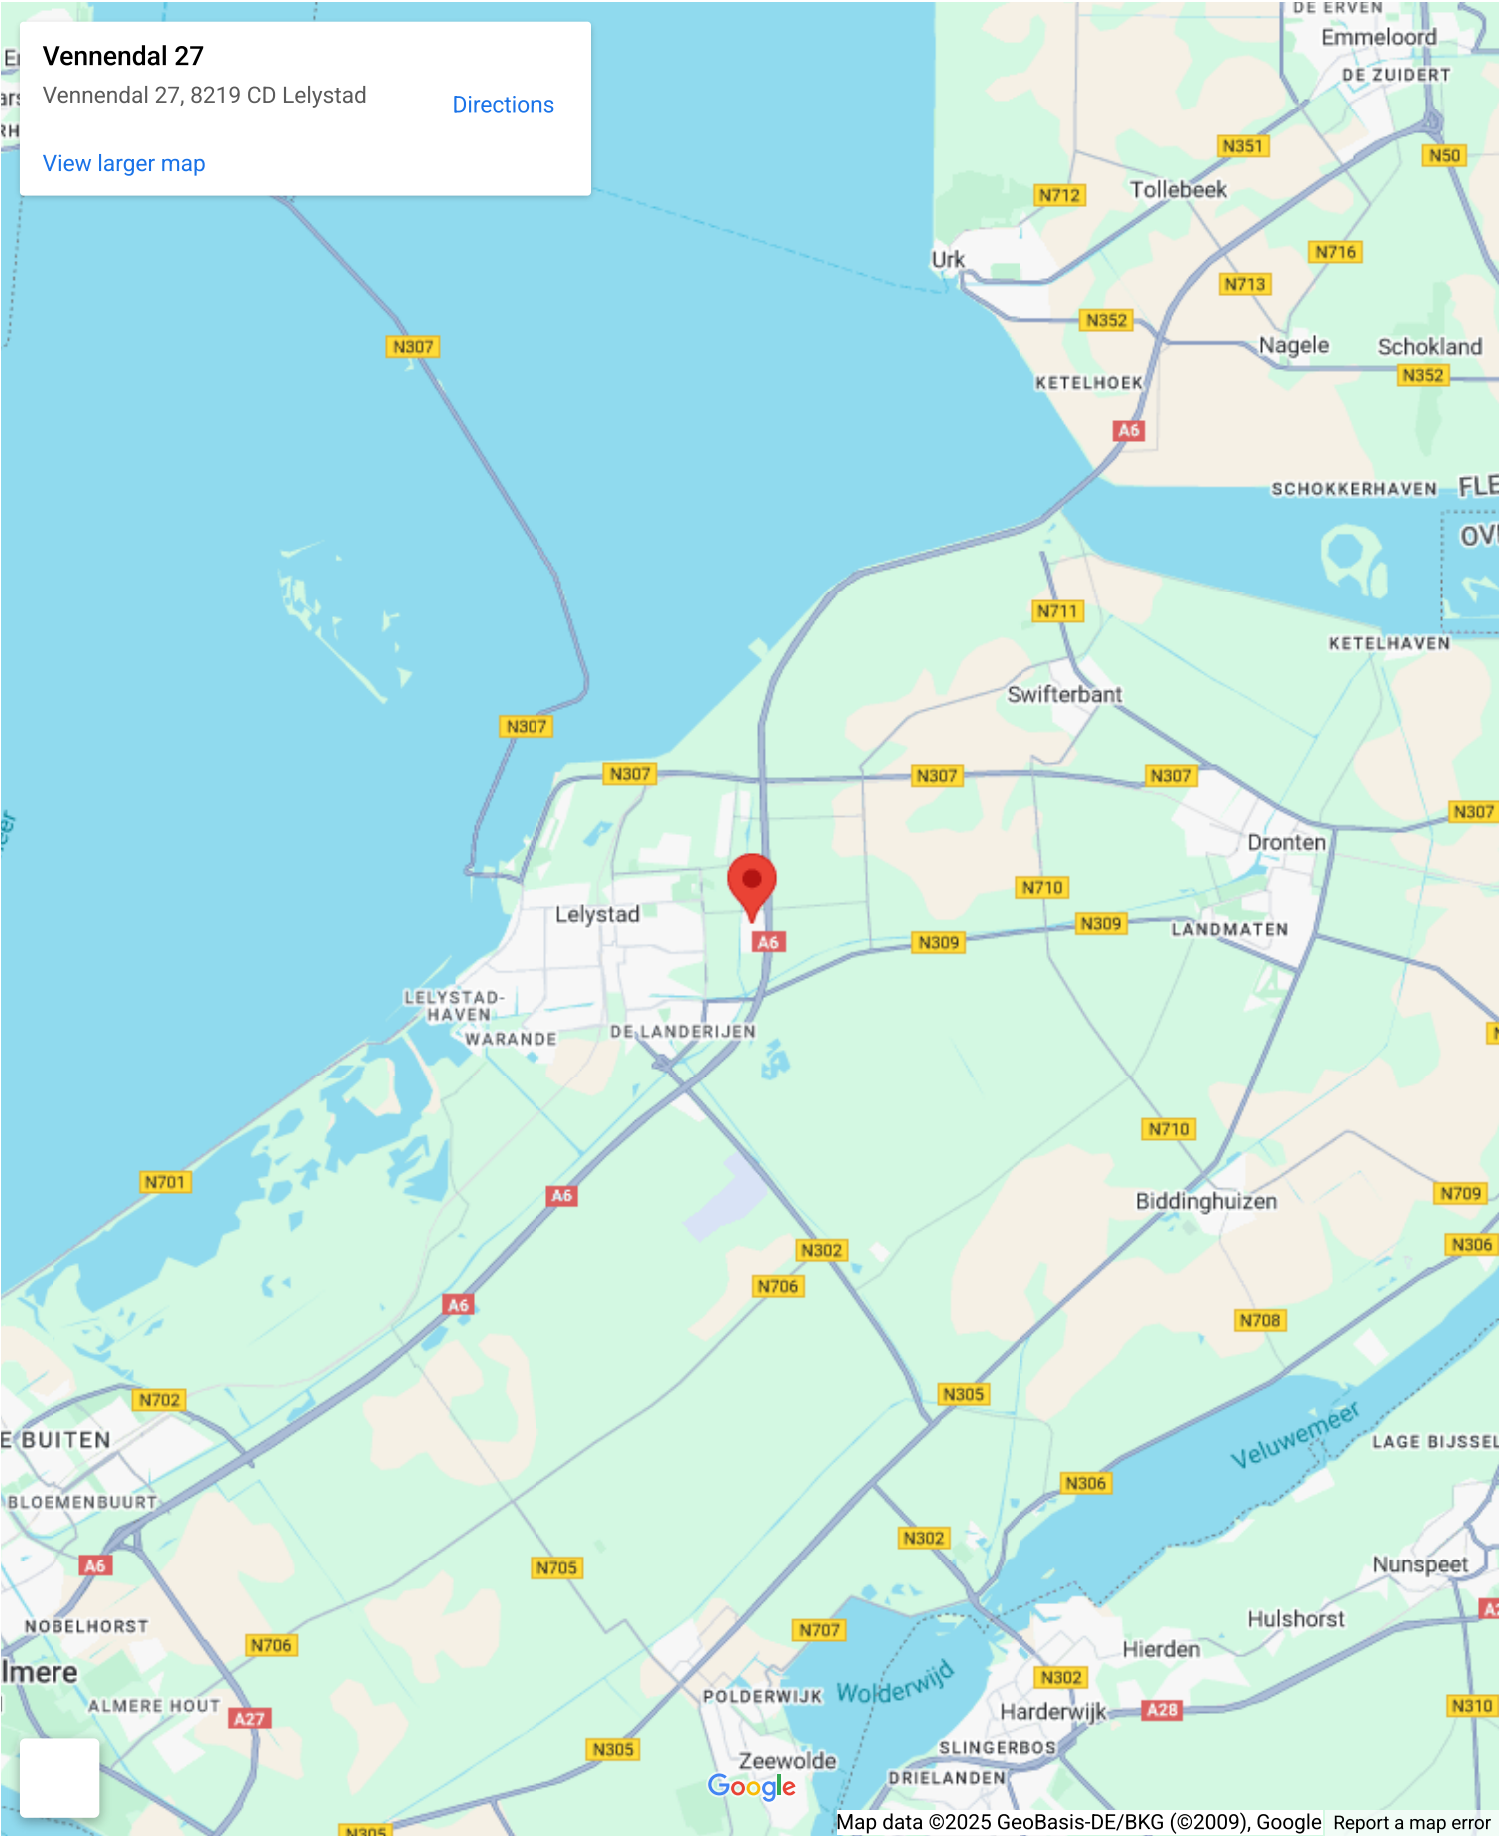 Vennendal 27
Vennendal 27, 8219 CD Lelystad
Directions
View larger map
DE ERVEN
Emmeloord
DE ZUIDERT
N351
N50
Tollebeek
N712
N716
Urk
N713
N352
N307
Nagele
Schokland
N352
KETELHOEK
A6
SCHOKKERHAVEN
FLE
OVE
N711
KETELHAVEN
Swifterbant
N307
N307
N307
N307
N307
Dronten
N710
Lelystad
N309
N309
LANDMATEN
A6
LELYSTAD-
HAVEN
WARANDE
DE LANDERIJEN
N710
N701
A6
N709
Biddinghuizen
N302
N306
N706
A6
N708
N305
N702
E BUITEN
Veluwemeer
LAGE BIJSSEL
N306
BLOEMENBUURT
N302
A6
N705
Nunspeet
NOBELHORST
Hulshorst
N707
N706
Hierden
lmere
N302
Wolderwijd
POLDERWIJK
ALMERE HOUT
A27
Harderwijk
A28
N310
N305
SLINGERBOS
Zeewolde
DRIELANDEN
Google
N305
Map data ©2025 GeoBasis-DE/BKG (©2009), Google
Report a map error